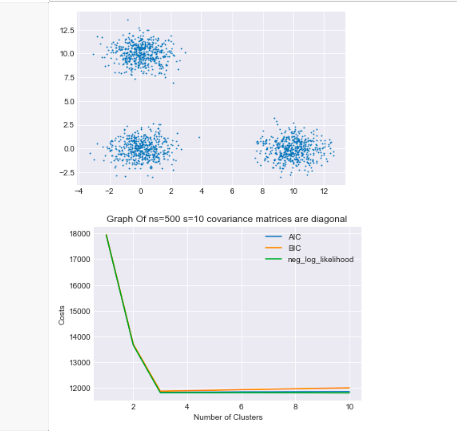 12.5
10.0
7.5
5.0
2.5
0.0
−2.5
−4 −2 0 2 4 6 8 10 12
Graph Of ns=500 s=10 covariance matrices are diagonal
18000
17000
16000
15000
14000
13000
12000
Costs
AIC
BIC
neg_log_likelihood
2 4 6 8 10
Number of Clusters